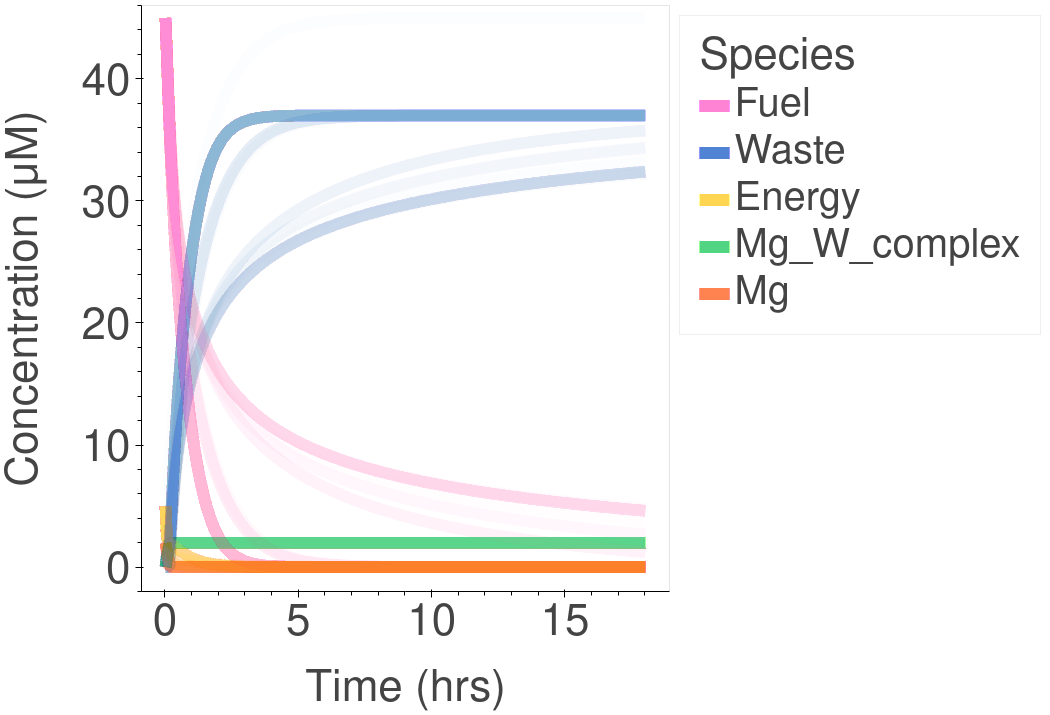 Concentration (μM)
40
30
20
10
0
0 5 10 15
Time (hrs)
Species
Fuel
Waste
Energy
Mg_W_complex
Mg